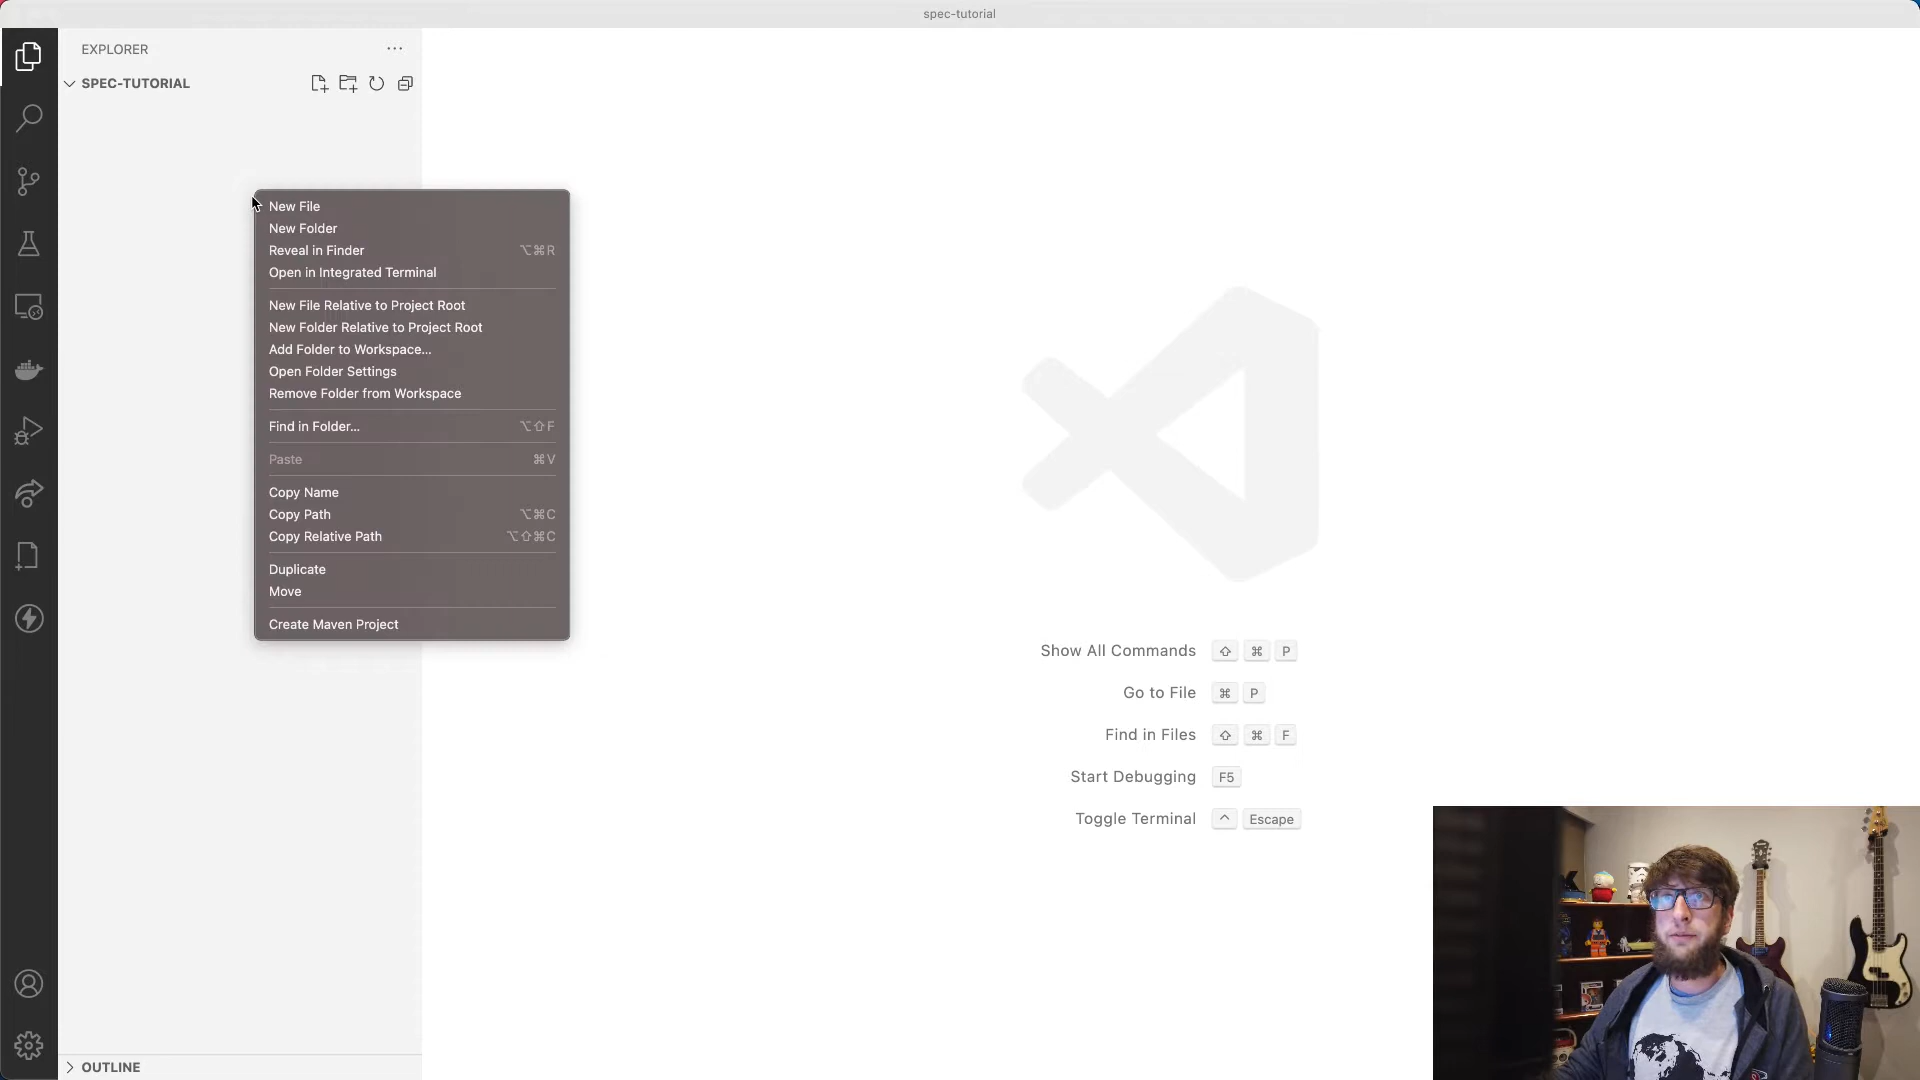 spec-tutorial
EXPLORER
SPEC-TUTORIAL
New File
New Folder
Reveal in Finder ⌥⌘R
Open in Integrated Terminal
New File Relative to Project Root
New Folder Relative to Project Root
Add Folder to Workspace...
Open Folder Settings
Remove Folder from Workspace
Find in Folder... ⌥⇧F
Paste ⌘V
Copy Name
Copy Path ⌥⌘C
Copy Relative Path ⌥⇧⌘C
Duplicate
Move
Create Maven Project
Show All Commands ⇧ ⌘ P
Go to File ⌘ P
Find in Files ⇧ ⌘ F
Start Debugging F5
Toggle Terminal ^ Escape
OUTLINE